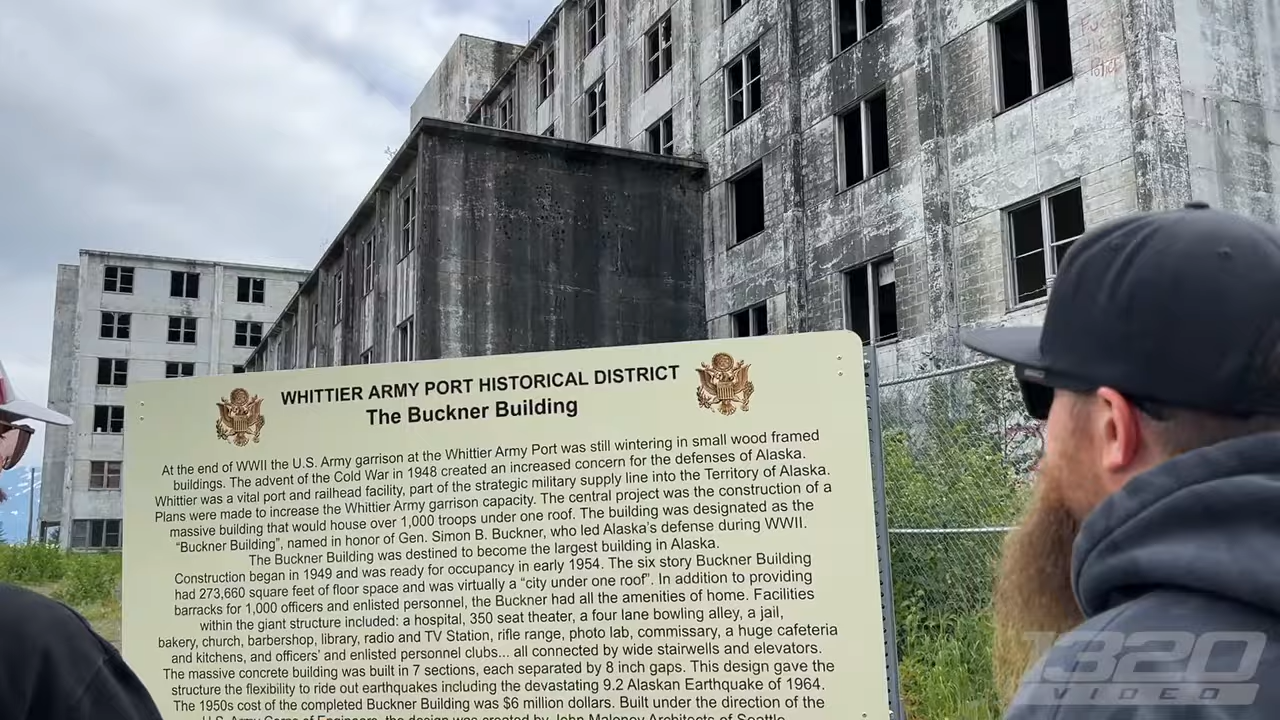 WHITTIER ARMY PORT HISTORICAL DISTRICT
The Buckner Building
At the end of WWII the U.S. Army garrison at the Whittier Army Port was still wintering in small wood framed
buildings. The advent of the Cold War in 1948 created an increased concern for the defenses of Alaska.
Whittier was a vital port and railhead facility, part of the strategic military supply line into the Territory of Alaska.
Plans were made to increase the Whittier Army garrison capacity. The central project was the construction of a
massive building that would house over 1,000 troops under one roof. The building was designated as the
“Buckner Building”, named in honor of Gen. Simon B. Buckner, who led Alaska’s defense during WWII.
The Buckner Building was destined to become the largest building in Alaska.
Construction began in 1949 and was ready for occupancy in early 1954. The six story Buckner Building
had 273,660 square feet of floor space and was virtually a “city under one roof”. In addition to providing
barracks for 1,000 officers and enlisted personnel, the Buckner had all the amenities of home. Facilities
within the giant structure included: a hospital, 350 seat theater, a four lane bowling alley, a jail,
bakery, church, barbershop, library, radio and TV Station, rifle range, photo lab, commissary, a huge cafeteria
and kitchens, and officers’ and enlisted personnel clubs... all connected by wide stairwells and elevators.
The massive concrete building was built in 7 sections, each separated by 8 inch gaps. This design gave the
structure the flexibility to ride out earthquakes including the devastating 9.2 Alaskan Earthquake of 1964.
The 1950s cost of the completed Buckner Building was $6 million dollars. Built under the direction of the
U.S. Army Corps of Engineers, the design was created by John Maloney Architects of Seattle
1320
VIDEO